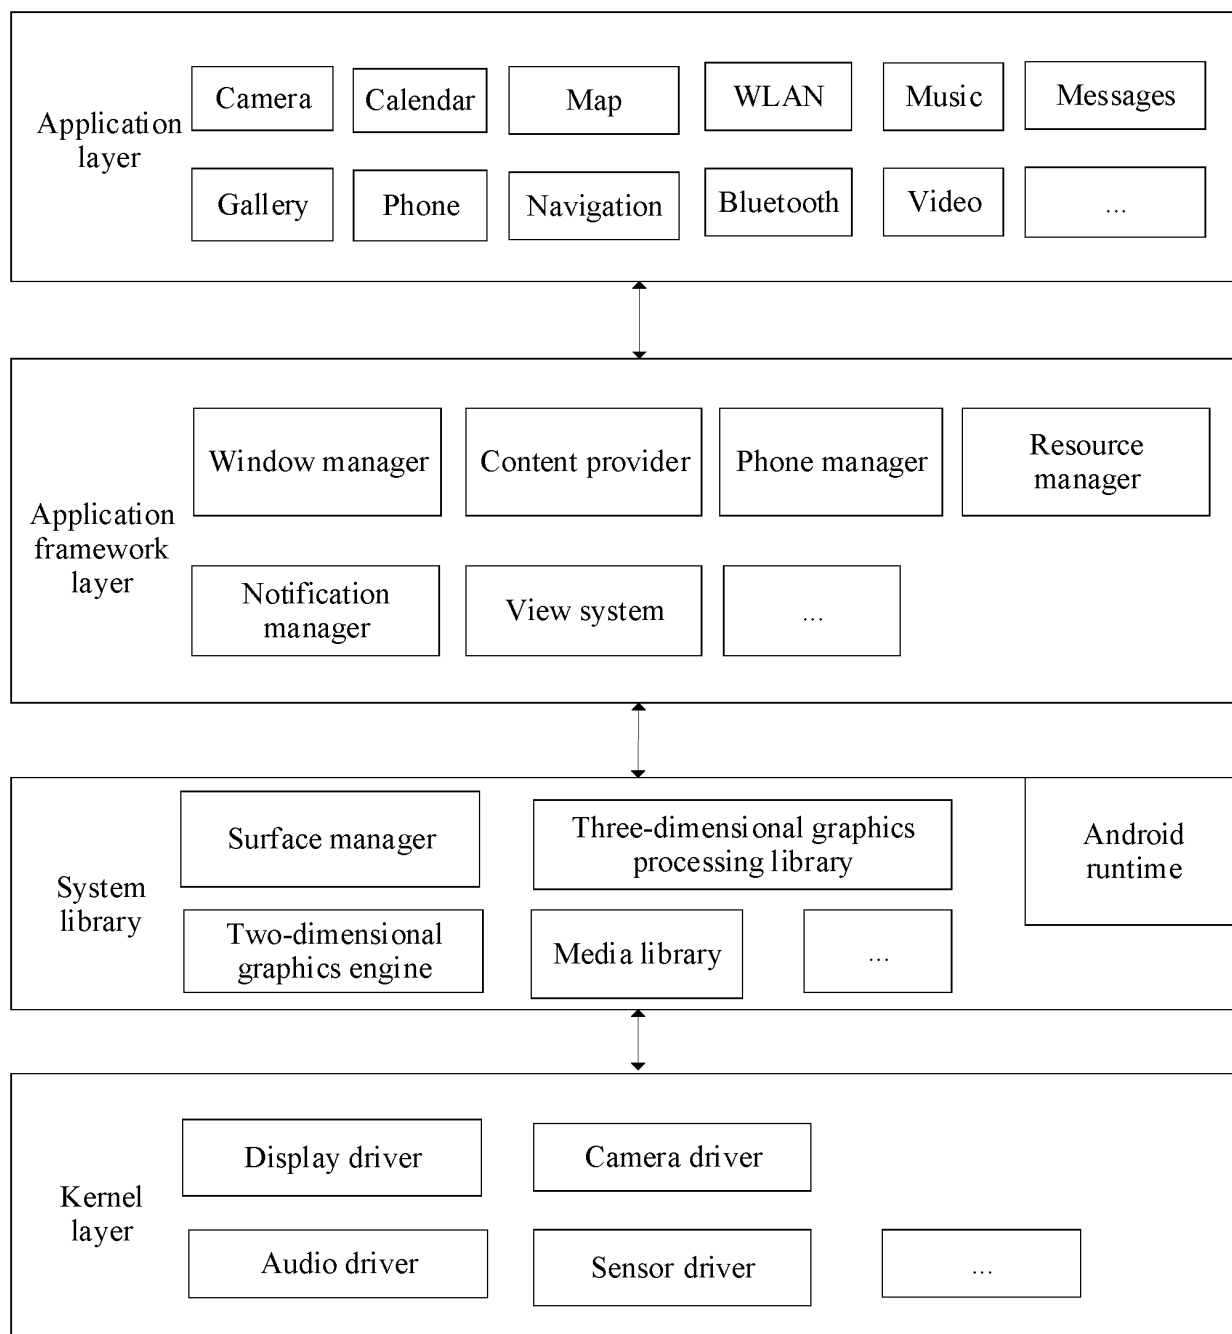 Application
layer
Camera
Calendar
Map
WLAN
Music
Messages
Gallery
Phone
Navigation
Bluetooth
Video
...
Application
framework
layer
Window manager
Content provider
Phone manager
Resource
manager
Notification
manager
View system
...
System
library
Surface manager
Three-dimensional graphics
processing library
Android
runtime
Two-dimensional
graphics engine
Media library
...
Kernel
layer
Display driver
Camera driver
Audio driver
Sensor driver
...